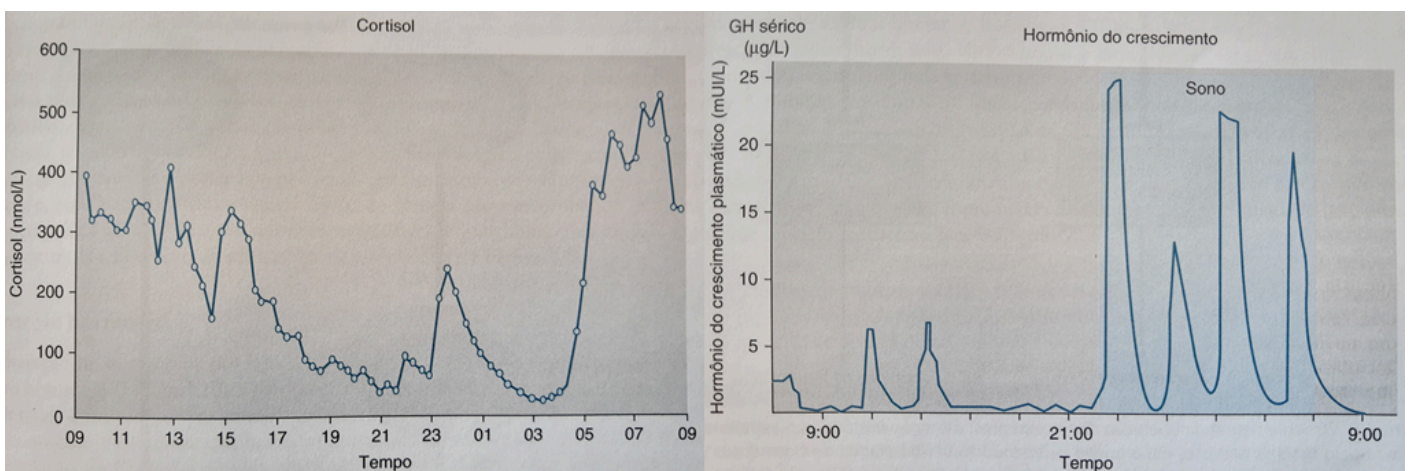 Cortisol
600
500
400
300
200
100
0
Cortisol (nmol/L)
09 11 13 15 17 19 21 23 01 03 05 07 09
Tempo
GH sérico
(µg/L)
Hormônio do crescimento
Hormônio do crescimento plasmático (mUI/L)
25
20
15
10
5
Sono
9:00 21:00 9:00
Tempo